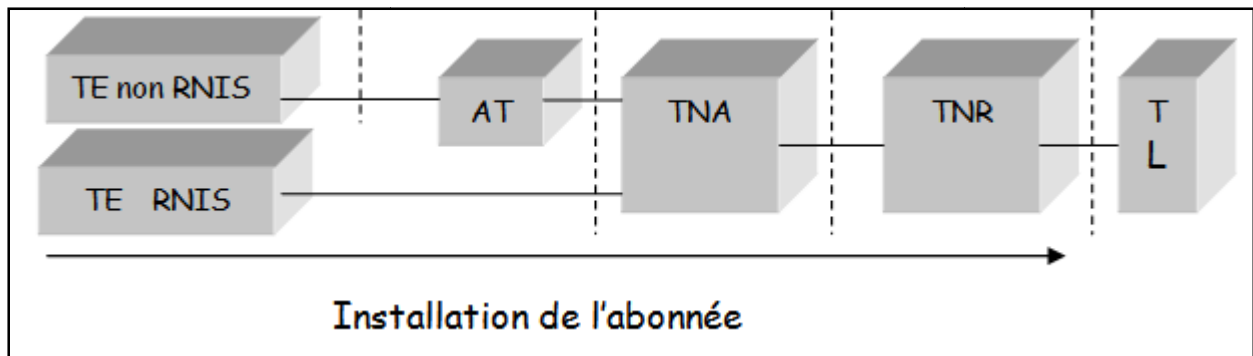 TE non RNIS
AT
TNA
TNR
T
L
TE RNIS
Installation de l'abonnée